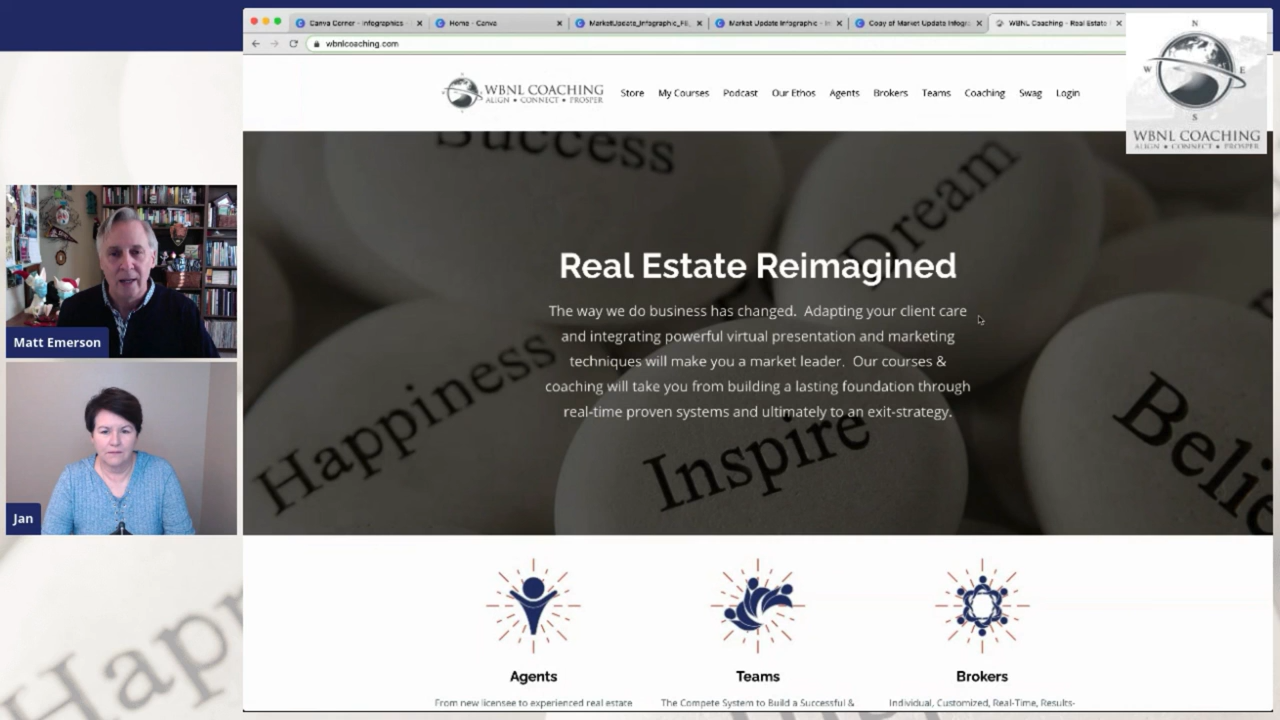 Canva Corner - Infographics
Home - Canva
MarketUpdate_Infographic_Fil
Market Update Infographic - In
Copy of Market Update Infogra
WBNL Coaching - Real Estate
wbnlcoaching.com
WBNL COACHING
ALIGN • CONNECT • PROSPER
Store My Courses Podcast Our Ethos Agents Brokers Teams Coaching Swag Login
N
W E
S
WBNL COACHING
ALIGN • CONNECT • PROSPER
Success
Dream
Happiness
Inspire
Belie
Real Estate Reimagined
The way we do business has changed. Adapting your client care
and integrating powerful virtual presentation and marketing
techniques will make you a market leader. Our courses &
coaching will take you from building a lasting foundation through
real-time proven systems and ultimately to an exit-strategy.
Matt Emerson
Jan
Agents
From new licensee to experienced real estate
Teams
The Compete System to Build a Successful &
Brokers
Individual, Customized, Real-Time, Results-
Happ